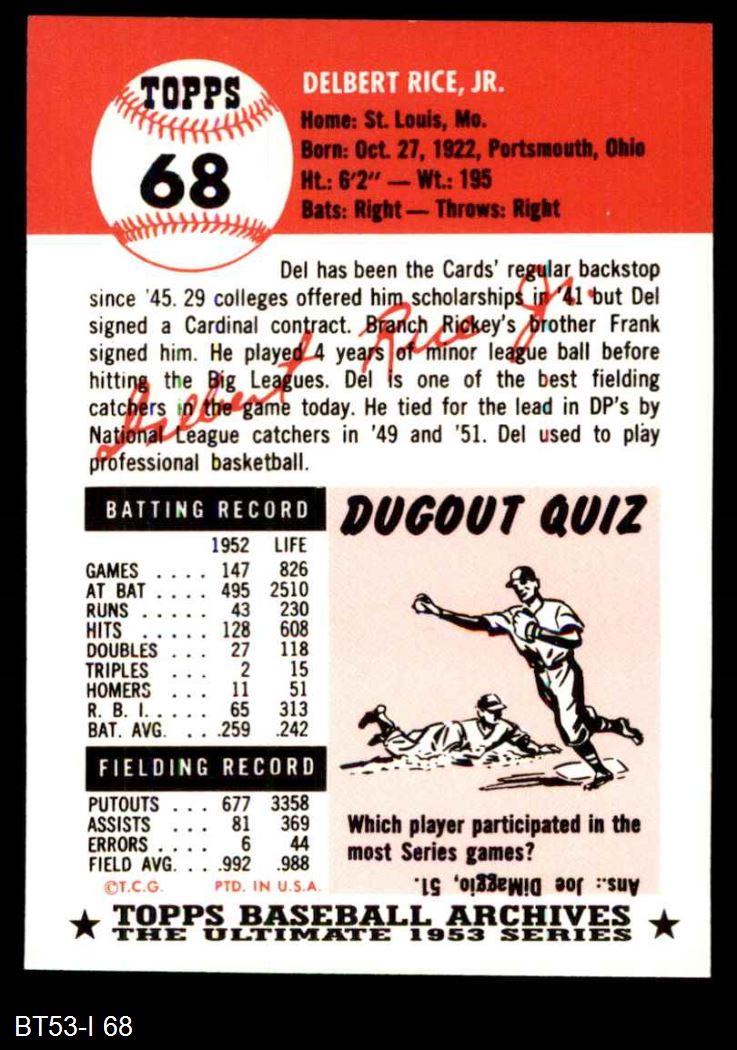 TOPPS
68
DELBERT RICE, JR.
Home: St. Louis, Mo.
Born: Oct. 27, 1922, Portsmouth, Ohio
Ht.: 6'2" — Wt.: 195
Bats: Right — Throws: Right
Del has been the Cards' regular backstop
since '45. 29 colleges offered him scholarships in '41 but Del
signed a Cardinal contract. Branch Rickey's brother Frank
signed him. He played 4 years of minor league ball before
hitting the Big Leagues. Del is one of the best fielding
catchers in the game today. He tied for the lead in DP's by
National League catchers in '49 and '51. Del used to play
professional basketball.
Delbert Rice Jr.
BATTING RECORD
1952 LIFE
GAMES .... 147 826
AT BAT .... 495 2510
RUNS ..... 43 230
HITS ..... 128 608
DOUBLES ... 27 118
TRIPLES ... 2 15
HOMERS ... 11 51
R. B. I. .... 65 313
BAT. AVG. .. .259 .242
FIELDING RECORD
PUTOUTS ... 677 3358
ASSISTS ... 81 369
ERRORS .... 6 44
FIELD AVG. ... .992 .988
©T.C.G. PTD. IN U.S.A.
DUGOUT QUIZ
Which player participated in the
most Series games?
Ans.: Joe DiMaggio, 51.
★ TOPPS BASEBALL ARCHIVES ★
THE ULTIMATE 1953 SERIES
BT53-I 68